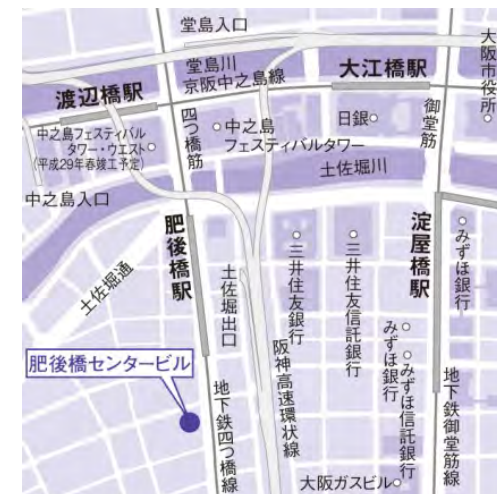 堂島入口
堂島川
京阪中之島線
大江橋駅
大阪市役所
渡辺橋駅
四つ橋筋
中之島
フェスティバルタワー
日銀
御堂筋
中之島フェスティバル
タワー・ウエスト
(平成29年春竣工予定)
土佐堀川
中之島入口
肥後橋駅
淀屋橋駅
みずほ銀行
土佐堀通
土佐堀出口
三井住友銀行
三井住友信託銀行
みずほ銀行
みずほ信託銀行
阪神高速環状線
肥後橋センタービル
地下鉄四つ橋線
地下鉄御堂筋線
大阪ガスビル